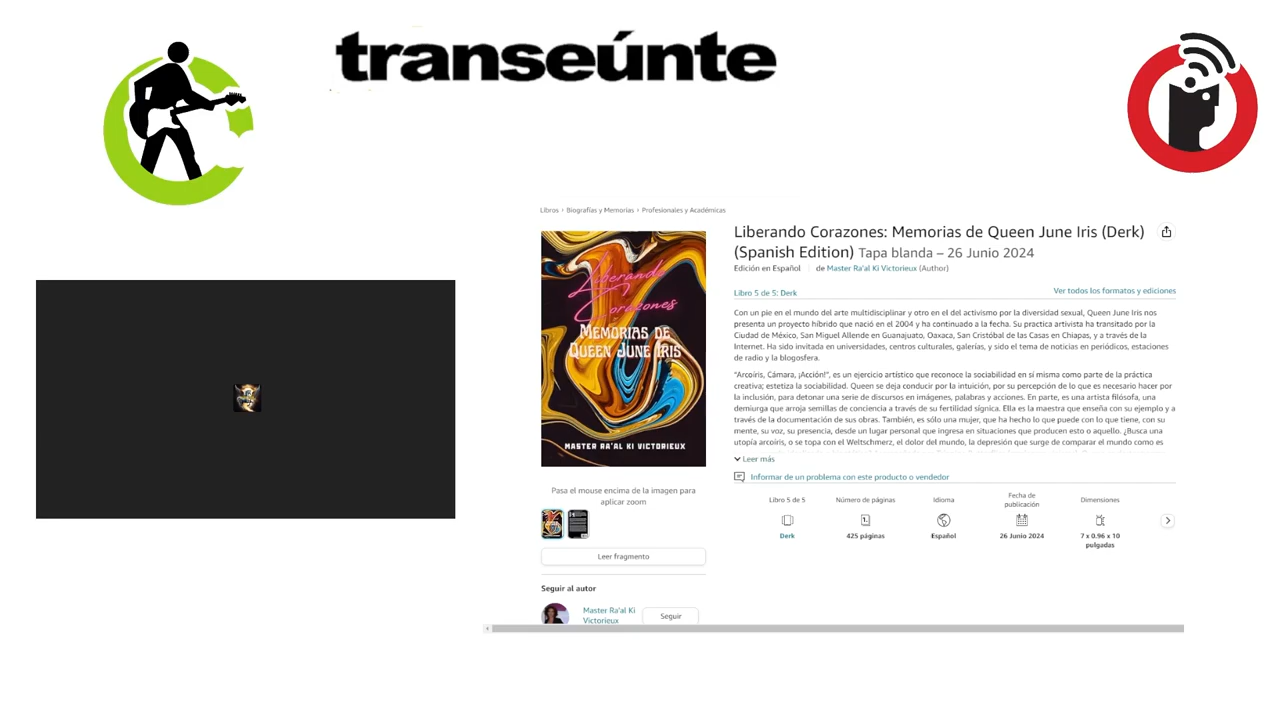 transeúnte
Libros › Biografías y Memorias › Profesionales y Académicas
Liberando Corazones: Memorias de Queen June Iris (Derk)
(Spanish Edition) Tapa blanda – 26 Junio 2024
Edición en Español de Master Ra'al Ki Victorieux (Author)
Libro 5 de 5: Derk
Ver todos los formatos y ediciones
Con un pie en el mundo del arte multidisciplinar y otro en el del activismo por la diversidad sexual, Queen June Iris nos
presenta un proyecto híbrido que nació en el 2004 y ha continuado a la fecha. Su practica artivista ha transitado por la
Ciudad de México, San Miguel Allende en Guanajuato, Oaxaca, San Cristóbal de las Casas en Chiapas, y a través de la
Internet. Ha sido invitada en universidades, centros culturales, galerías, y sido el tema de noticias en periódicos, estaciones
de radio y la blogosfera.
"Arcoíris, Cámara, ¡Acción!", es un ejercicio artístico que reconoce la sociabilidad en sí misma como parte de la práctica
creativa; estetiza la sociabilidad. Queen se deja conducir por la intuición, por su percepción de lo que es necesario hacer por
la inclusión, para detonar una serie de discursos en imágenes, palabras y acciones. En parte, es una artista filósofa, una
demiurga que arroja semillas de conciencia a través de su fertilidad sígnica. Ella es la maestra que enseña con su ejemplo y a
través de la documentación de sus obras. También, es sólo una mujer, que ha hecho lo que puede con lo que tiene, con su
mente, su voz, su presencia, desde un lugar personal que ingresa en situaciones que producen esto o aquello. ¿Busca una
utopía arcoíris, o se topa con el Weltschmerz, el dolor del mundo, la depresión que surge de comparar el mundo como es
Leer más
Informar de un problema con este producto o vendedor
Libro 5 de 5
Derk
Número de páginas
425 páginas
Idioma
Español
Fecha de
publicación
26 Junio 2024
Dimensiones
7 x 0.96 x 10
pulgadas
Liberando
Corazones
Memorias de
Queen June Iris
Master Ra'al Ki Victorieux
Pasa el mouse encima de la imagen para
aplicar zoom
Leer fragmento
Seguir al autor
Master Ra'al Ki
Victorieux
Seguir